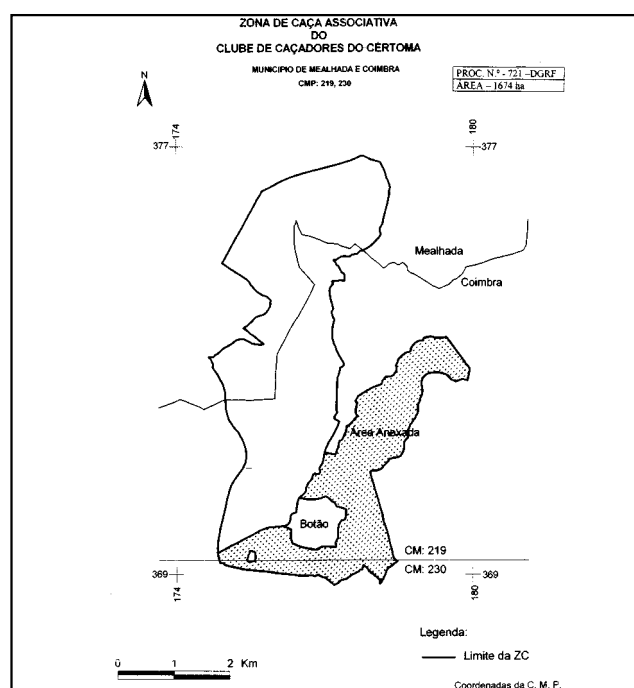 ZONA DE CAÇA ASSOCIATIVA
DO
CLUBE DE CAÇADORES DO CÉRTOMA
MUNICIPIO DE MEALHADA E COIMBRA
CMP: 219, 230
PROC. N.º - 721 –DGRF
ÁREA – 1674 ha
N
174
180
377
377
Mealhada
Coimbra
Área Anexada
Botão
CM: 219
CM: 230
369
369
174
180
Legenda:
Limite da ZC
0 1 2 Km
Coordenadas da C. M. P.